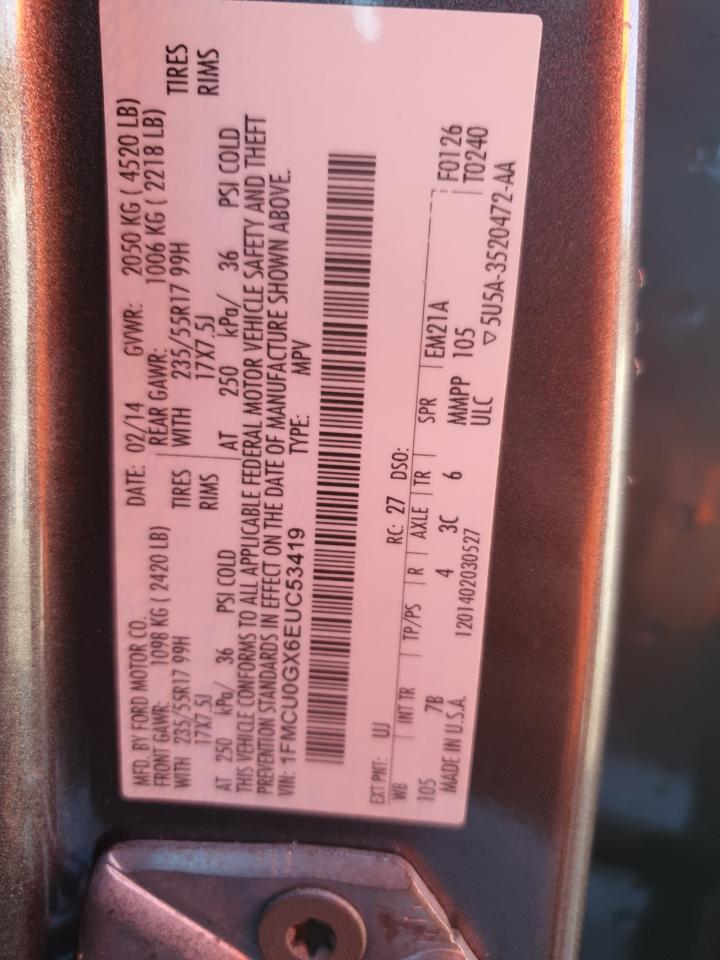 MFD. BY FORD MOTOR CO. DATE: 02/14 GVWR: 2050 KG ( 4520 LB)
FRONT GAWR: 1098 KG ( 2420 LB) REAR GAWR: 1006 KG ( 2218 LB)
WITH 235/55R17 99H TIRES WITH 235/55R17 99H TIRES
17X7.5J RIMS 17X7.5J RIMS
AT 250 kPa/ 36 PSI COLD AT 250 kPa/ 36 PSI COLD
THIS VEHICLE CONFORMS TO ALL APPLICABLE FEDERAL MOTOR VEHICLE SAFETY AND THEFT
PREVENTION STANDARDS IN EFFECT ON THE DATE OF MANUFACTURE SHOWN ABOVE.
VIN: 1FMCU0GX6EUC53419 TYPE: MPV
EXT PNT: UJ RC: 27 DSO:
WB INT TR TP/PS R AXLE TR SPR EM21A F0126
105 7B 4 3C 6 MMPP 105 T0240
MADE IN U.S.A. 1201402030527 ULC ▽5U5A-3520472-AA